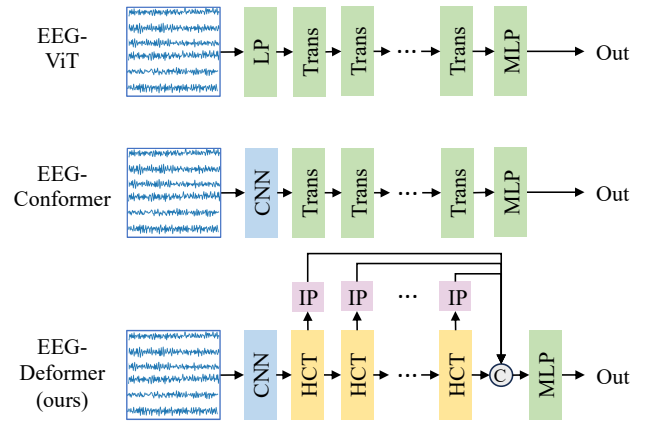 EEG-
ViT
LP
Trans
Trans
...
Trans
MLP
Out
EEG-
Conformer
CNN
Trans
Trans
...
Trans
MLP
Out
IP
IP
...
IP
EEG-
Deformer
(ours)
CNN
HCT
HCT
...
HCT
C
MLP
Out